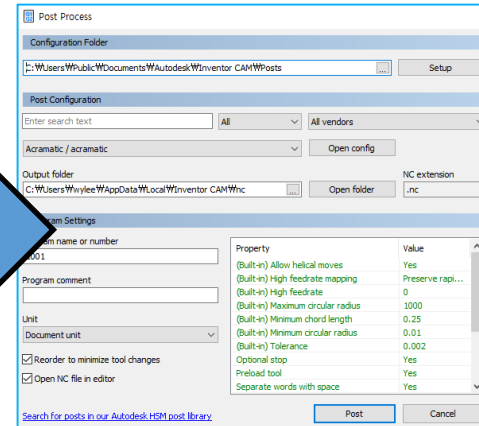 Post Process
Configuration Folder
C:₩Users₩Public₩Documents₩Autodesk₩Inventor CAM₩Posts ... Setup
Post Configuration
Enter search text All All vendors
Acramatic / acramatic Open config
Output folder NC extension
C:₩Users₩wylee₩AppData₩Local₩Inventor CAM₩nc ... Open folder .nc
Settings
name or number
Property Value
(Built-in) Allow helical moves Yes
Program comment (Built-in) High feedrate mapping Preserve rapi...
(Built-in) High feedrate 0
(Built-in) Maximum circular radius 1000
Unit (Built-in) Minimum chord length 0.25
Document unit (Built-in) Minimum circular radius 0.01
(Built-in) Tolerance 0.002
Reorder to minimize tool changes Optional stop Yes
Open NC file in editor Preload tool Yes
Separate words with space Yes
Search for posts in our Autodesk HSM post library Post Cancel